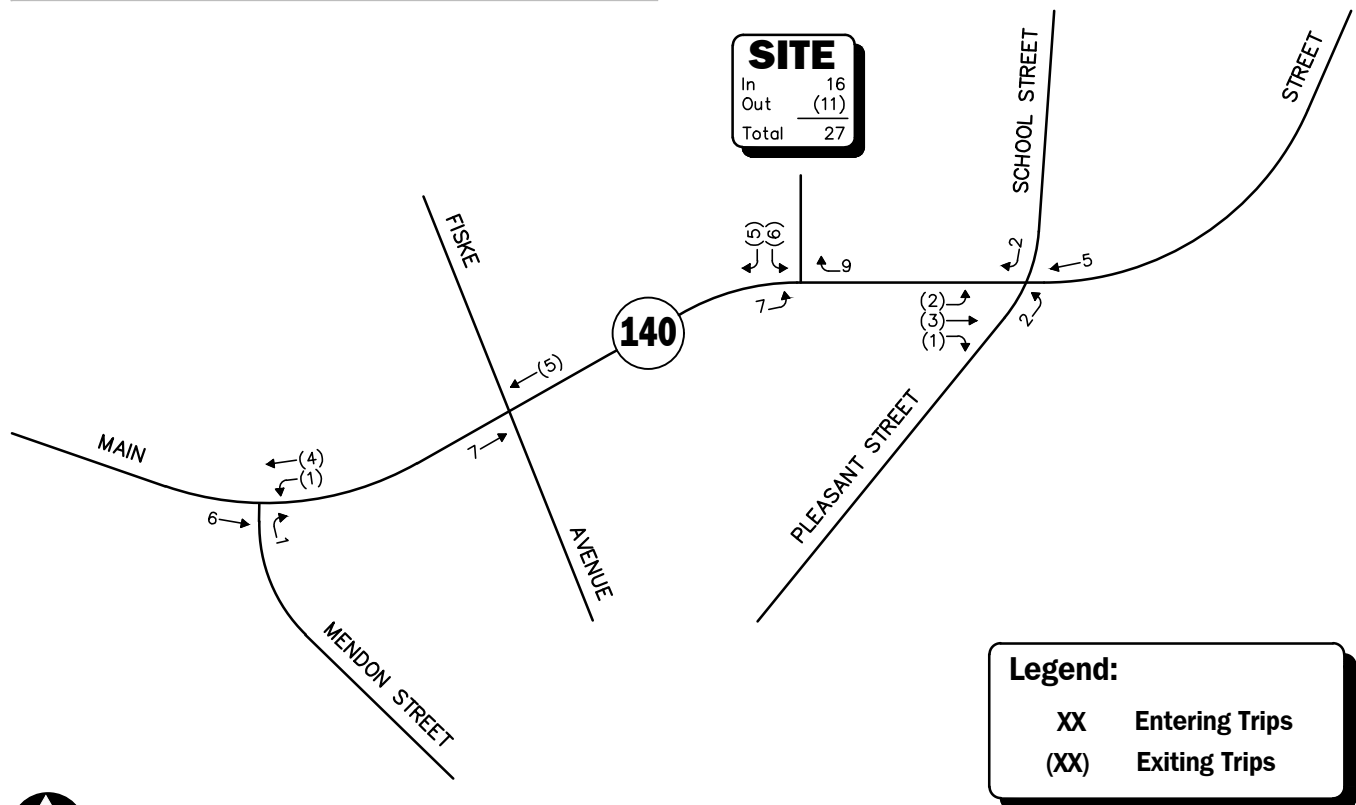 SITE
In 16
Out (11)
Total 27
SCHOOL STREET
STREET
FISKE
(5)
(6)
9
2
5
7
(2)
(3)
(1)
2
140
(5)
7
PLEASANT STREET
MAIN
(4)
(1)
6
1
AVENUE
MENDON STREET
Legend:
XX Entering Trips
(XX) Exiting Trips